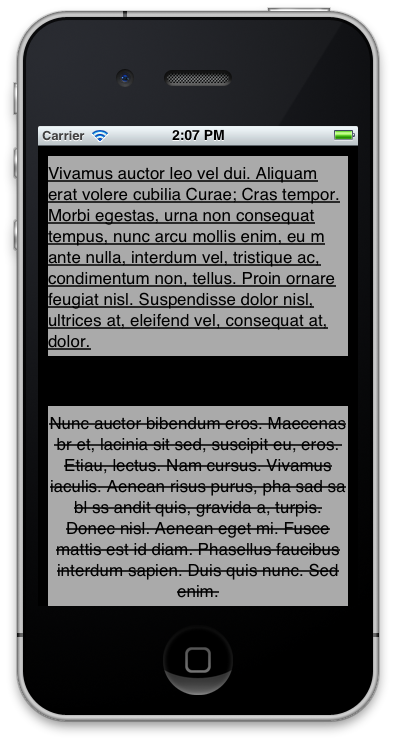 Carrier
2:07 PM
Vivamus auctor leo vel dui. Aliquam
erat volere cubilia Curae; Cras tempor.
Morbi egestas, urna non consequat
tempus, nunc arcu mollis enim, eu m
ante nulla, interdum vel, tristique ac,
condimentum non, tellus. Proin ornare
feugiat nisl. Suspendisse dolor nisl,
ultrices at, eleifend vel, consequat at,
dolor.
Nunc auctor bibendum eros. Maecenas
br et, lacinia sit sed, suscipit eu, eros.
Etiau, lectus. Nam cursus. Vivamus
iaculis. Aenean risus purus, pha sad sa
bl ss andit quis, gravida a, turpis.
Donec nisl. Aenean eget mi. Fusce
mattis est id diam. Phasellus faucibus
interdum sapien. Duis quis nunc. Sed
enim.